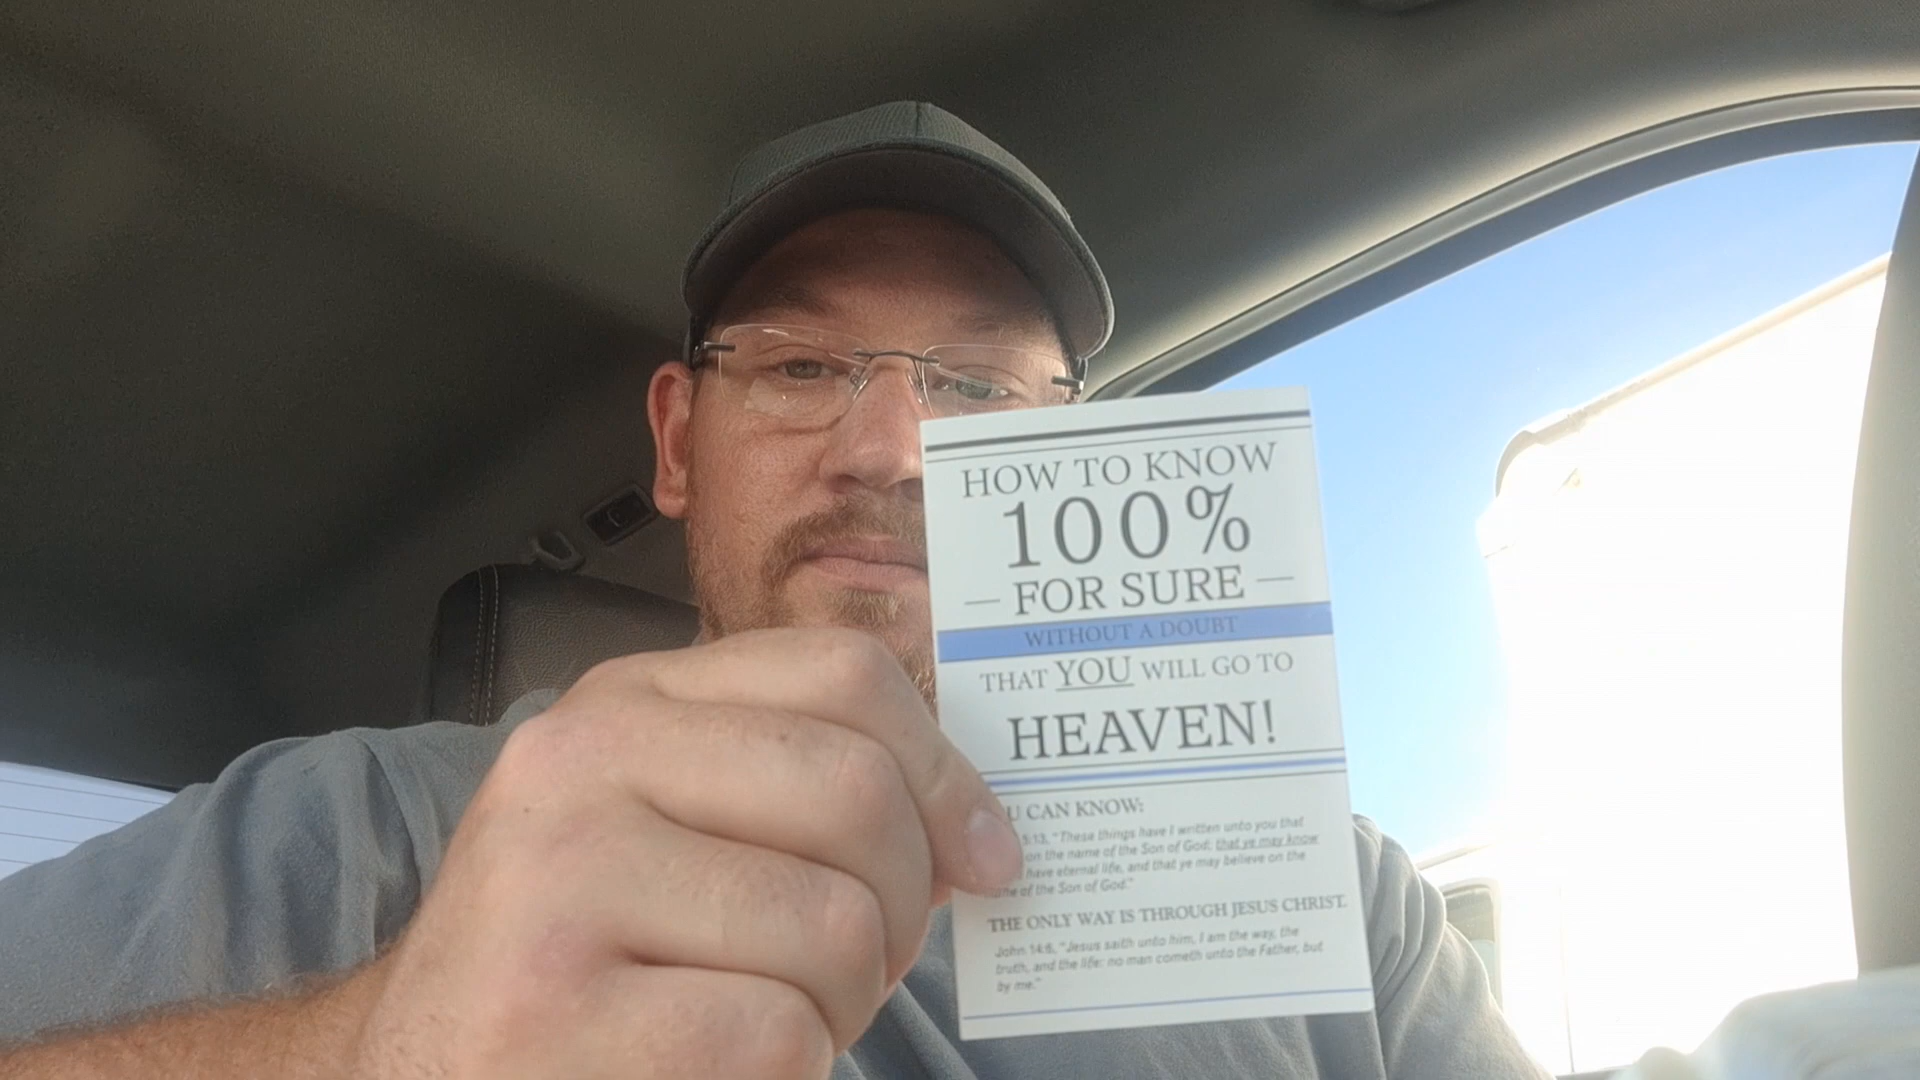 HOW TO KNOW
100%
— FOR SURE —
WITHOUT A DOUBT
THAT YOU WILL GO TO
HEAVEN!
U CAN KNOW:
5:13, "These things have I written unto you that
on the name of the Son of God; that ye may know
have eternal life, and that ye may believe on the
of the Son of God."
THE ONLY WAY IS THROUGH JESUS CHRIST.
John 14:6, "Jesus saith unto him, I am the way, the
truth, and the life: no man cometh unto the Father, but
by me."